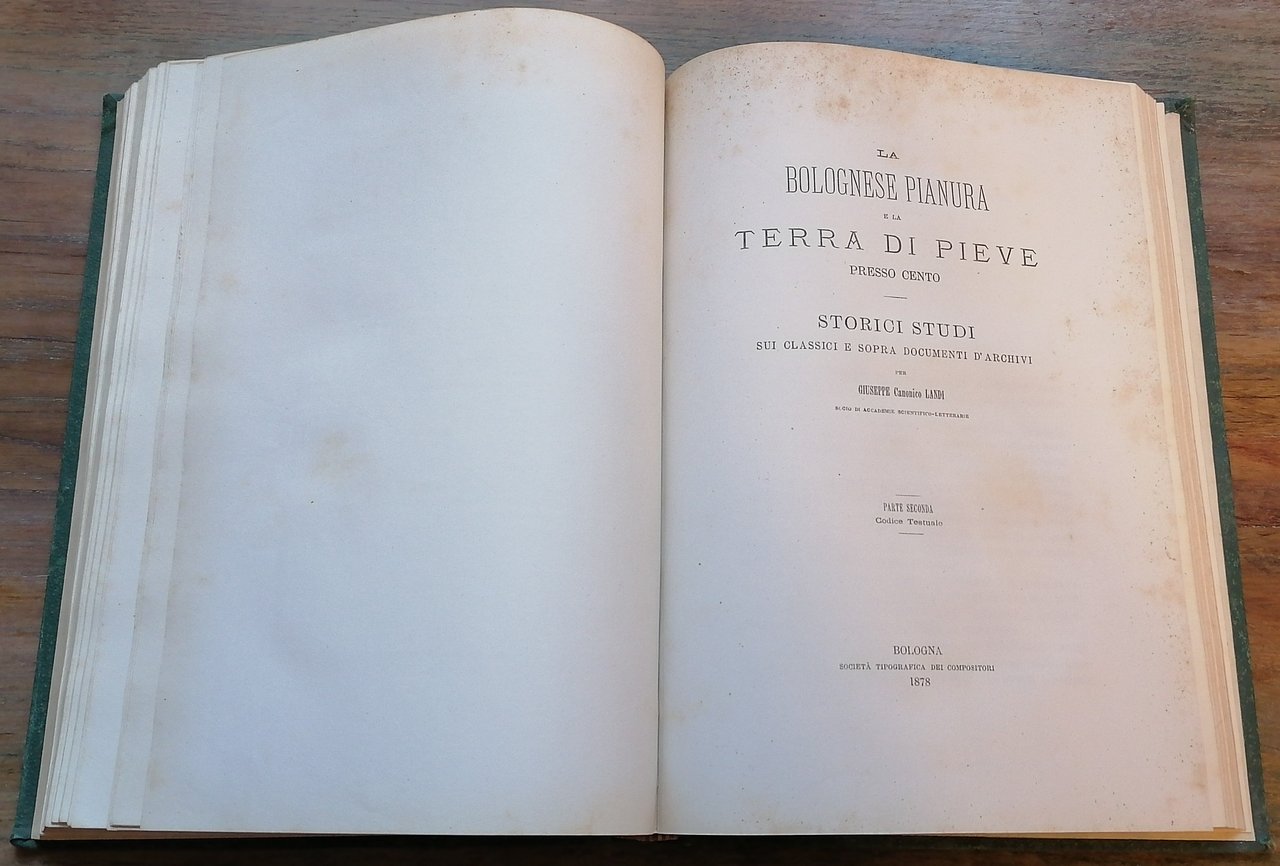 LA
BOLOGNESE PIANURA
E LA
TERRA DI PIEVE
PRESSO CENTO
STORICI STUDI
SUI CLASSICI E SOPRA DOCUMENTI D'ARCHIVI
PER
GIUSEPPE Canonico LANDI
SOCIO DI ACCADEMIE SCIENTIFICO-LETTERARIE
PARTE SECONDA
Codice Testuale
BOLOGNA
SOCIETÀ TIPOGRAFICA DEI COMPOSITORI
1878